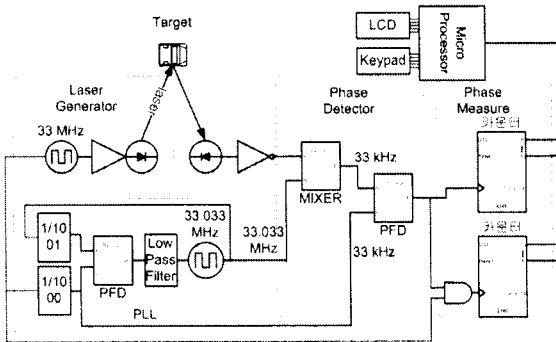 Target
LCD
Keypad
Micro
Processor
Laser
Generator
laser
Phase
Detector
Phase
Measure
카운터
33 MHz
33 kHz
MIXER
PFD
33.033
MHz
33.033
MHz
33 kHz
카운터
1/10
01
1/10
00
PFD
Low
Pass
Filter
PLL